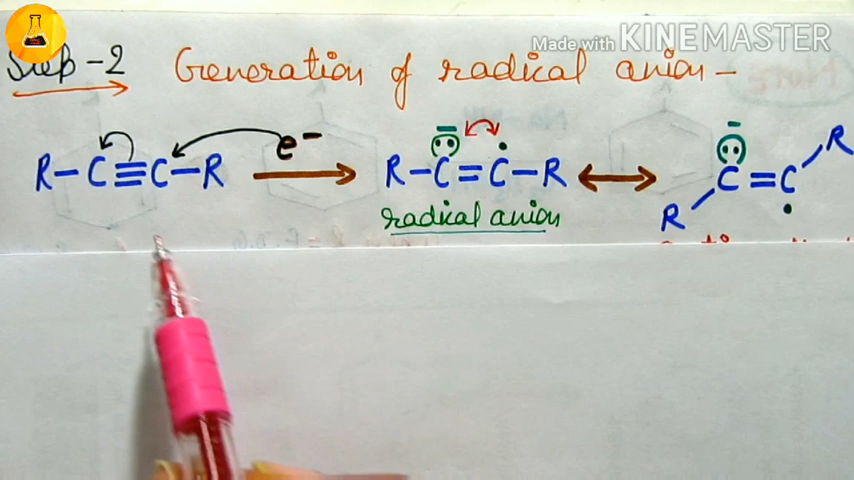 Made with KINEMASTER
Step-2 Generation of radical anion-
R-C≡C-R e⁻ R-C=C-R R C=C R
radical anion